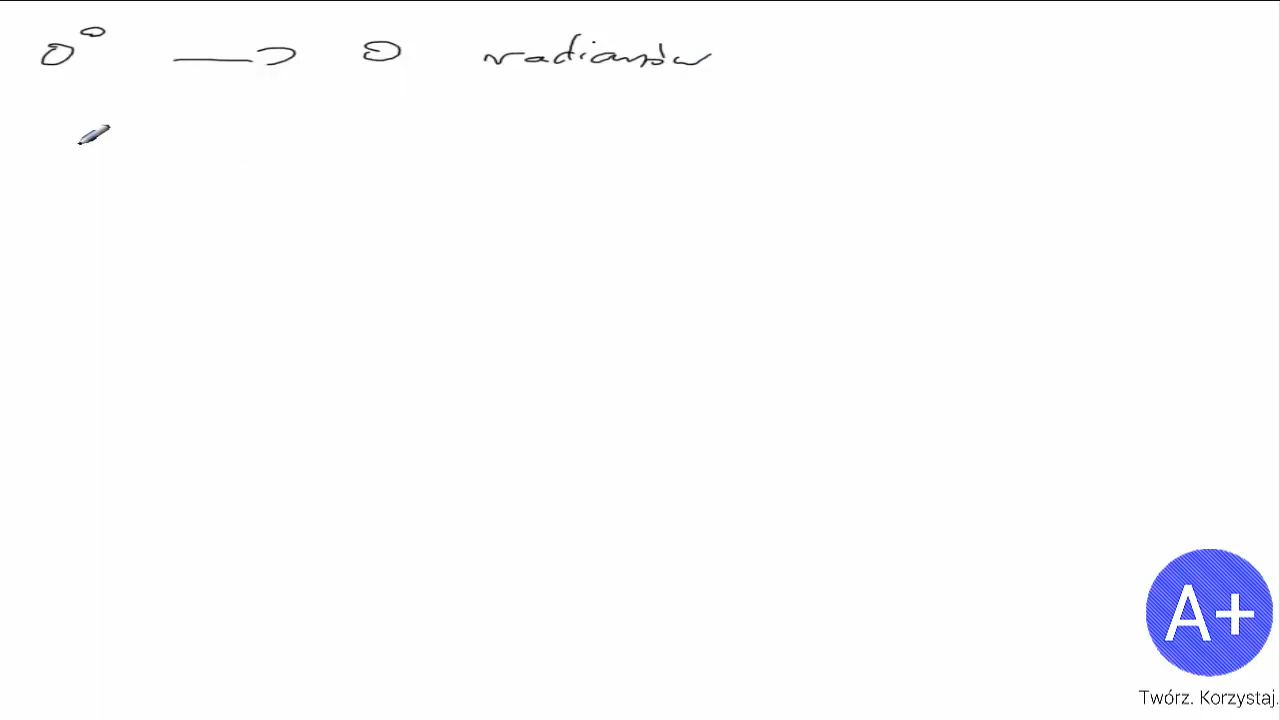 0° → 0 radianów
A+
Twórz. Korzystaj.